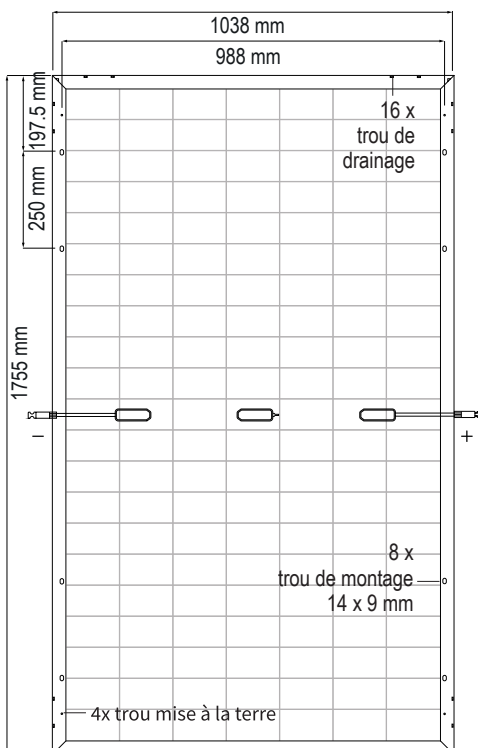 1038 mm
988 mm
197.5 mm
250 mm
1755 mm
16 x
trou de
drainage
–
+
8 x
trou de montage
14 x 9 mm
4x trou mise à la terre